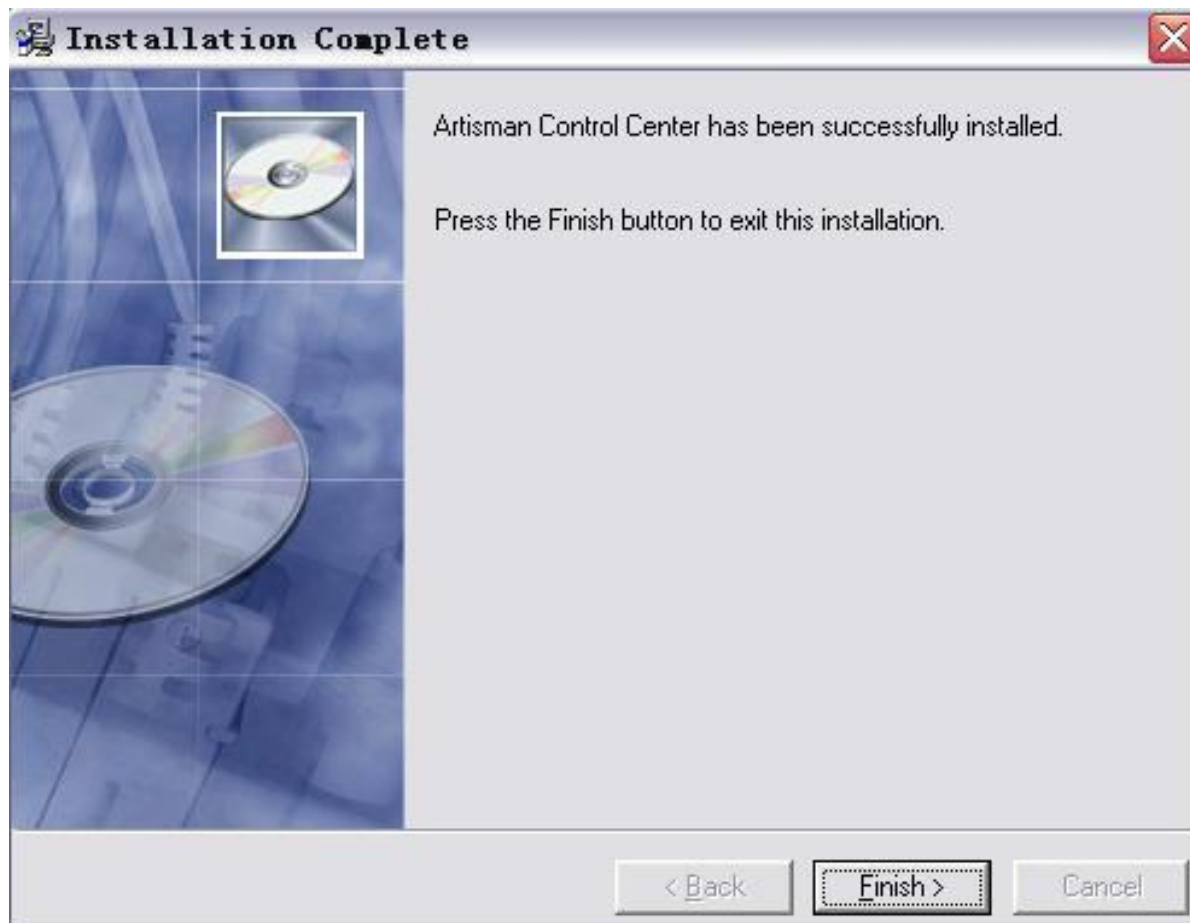 Installation Complete
Artisman Control Center has been successfully installed.
Press the Finish button to exit this installation.
< Back
Finish >
Cancel